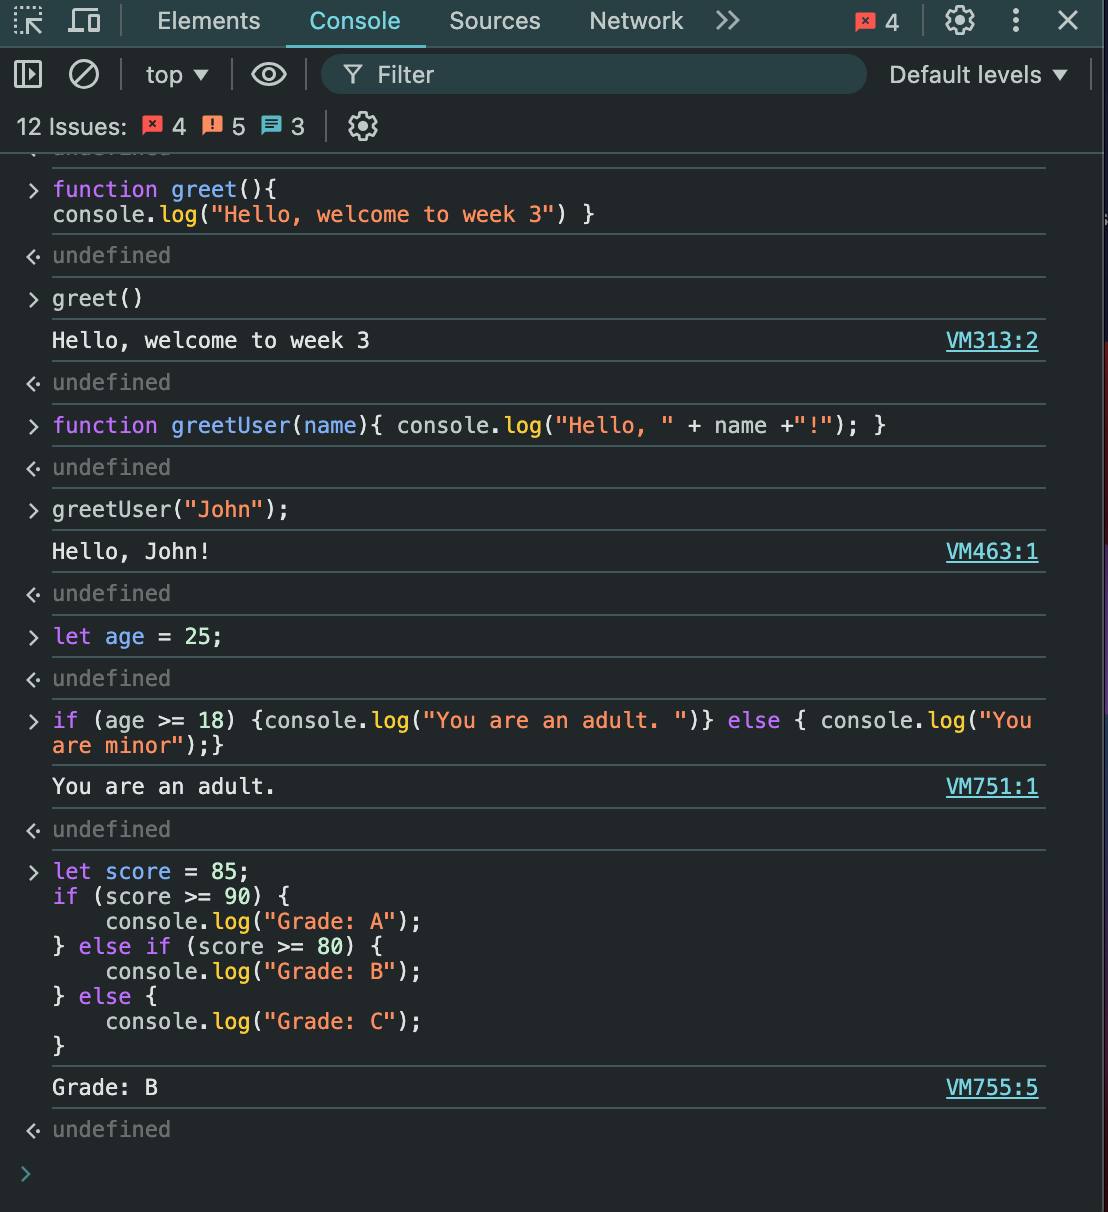 Elements Console Sources Network 4
top Filter Default levels
12 Issues: 4 5 3
undefined
function greet(){
console.log("Hello, welcome to week 3") }
undefined
greet()
Hello, welcome to week 3 VM313:2
undefined
function greetUser(name){ console.log("Hello, " + name +"!"); }
undefined
greetUser("John");
Hello, John! VM463:1
undefined
let age = 25;
undefined
if (age >= 18) {console.log("You are an adult. ")} else { console.log("You
are minor");}
You are an adult. VM751:1
undefined
let score = 85;
if (score >= 90) {
    console.log("Grade: A");
} else if (score >= 80) {
    console.log("Grade: B");
} else {
    console.log("Grade: C");
}
Grade: B VM755:5
undefined